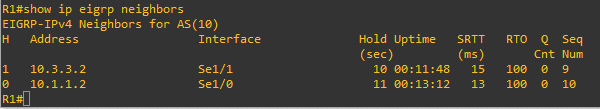 R1#show ip eigrp neighbors
EIGRP-IPv4 Neighbors for AS(10)
H   Address                 Interface              Hold Uptime   SRTT   RTO  Q  Seq
                                                   (sec)         (ms)       Cnt Num
1   10.3.3.2                Se1/1                    10 00:11:48   15   100  0  9
0   10.1.1.2                Se1/0                    11 00:13:12   13   100  0  10
R1#